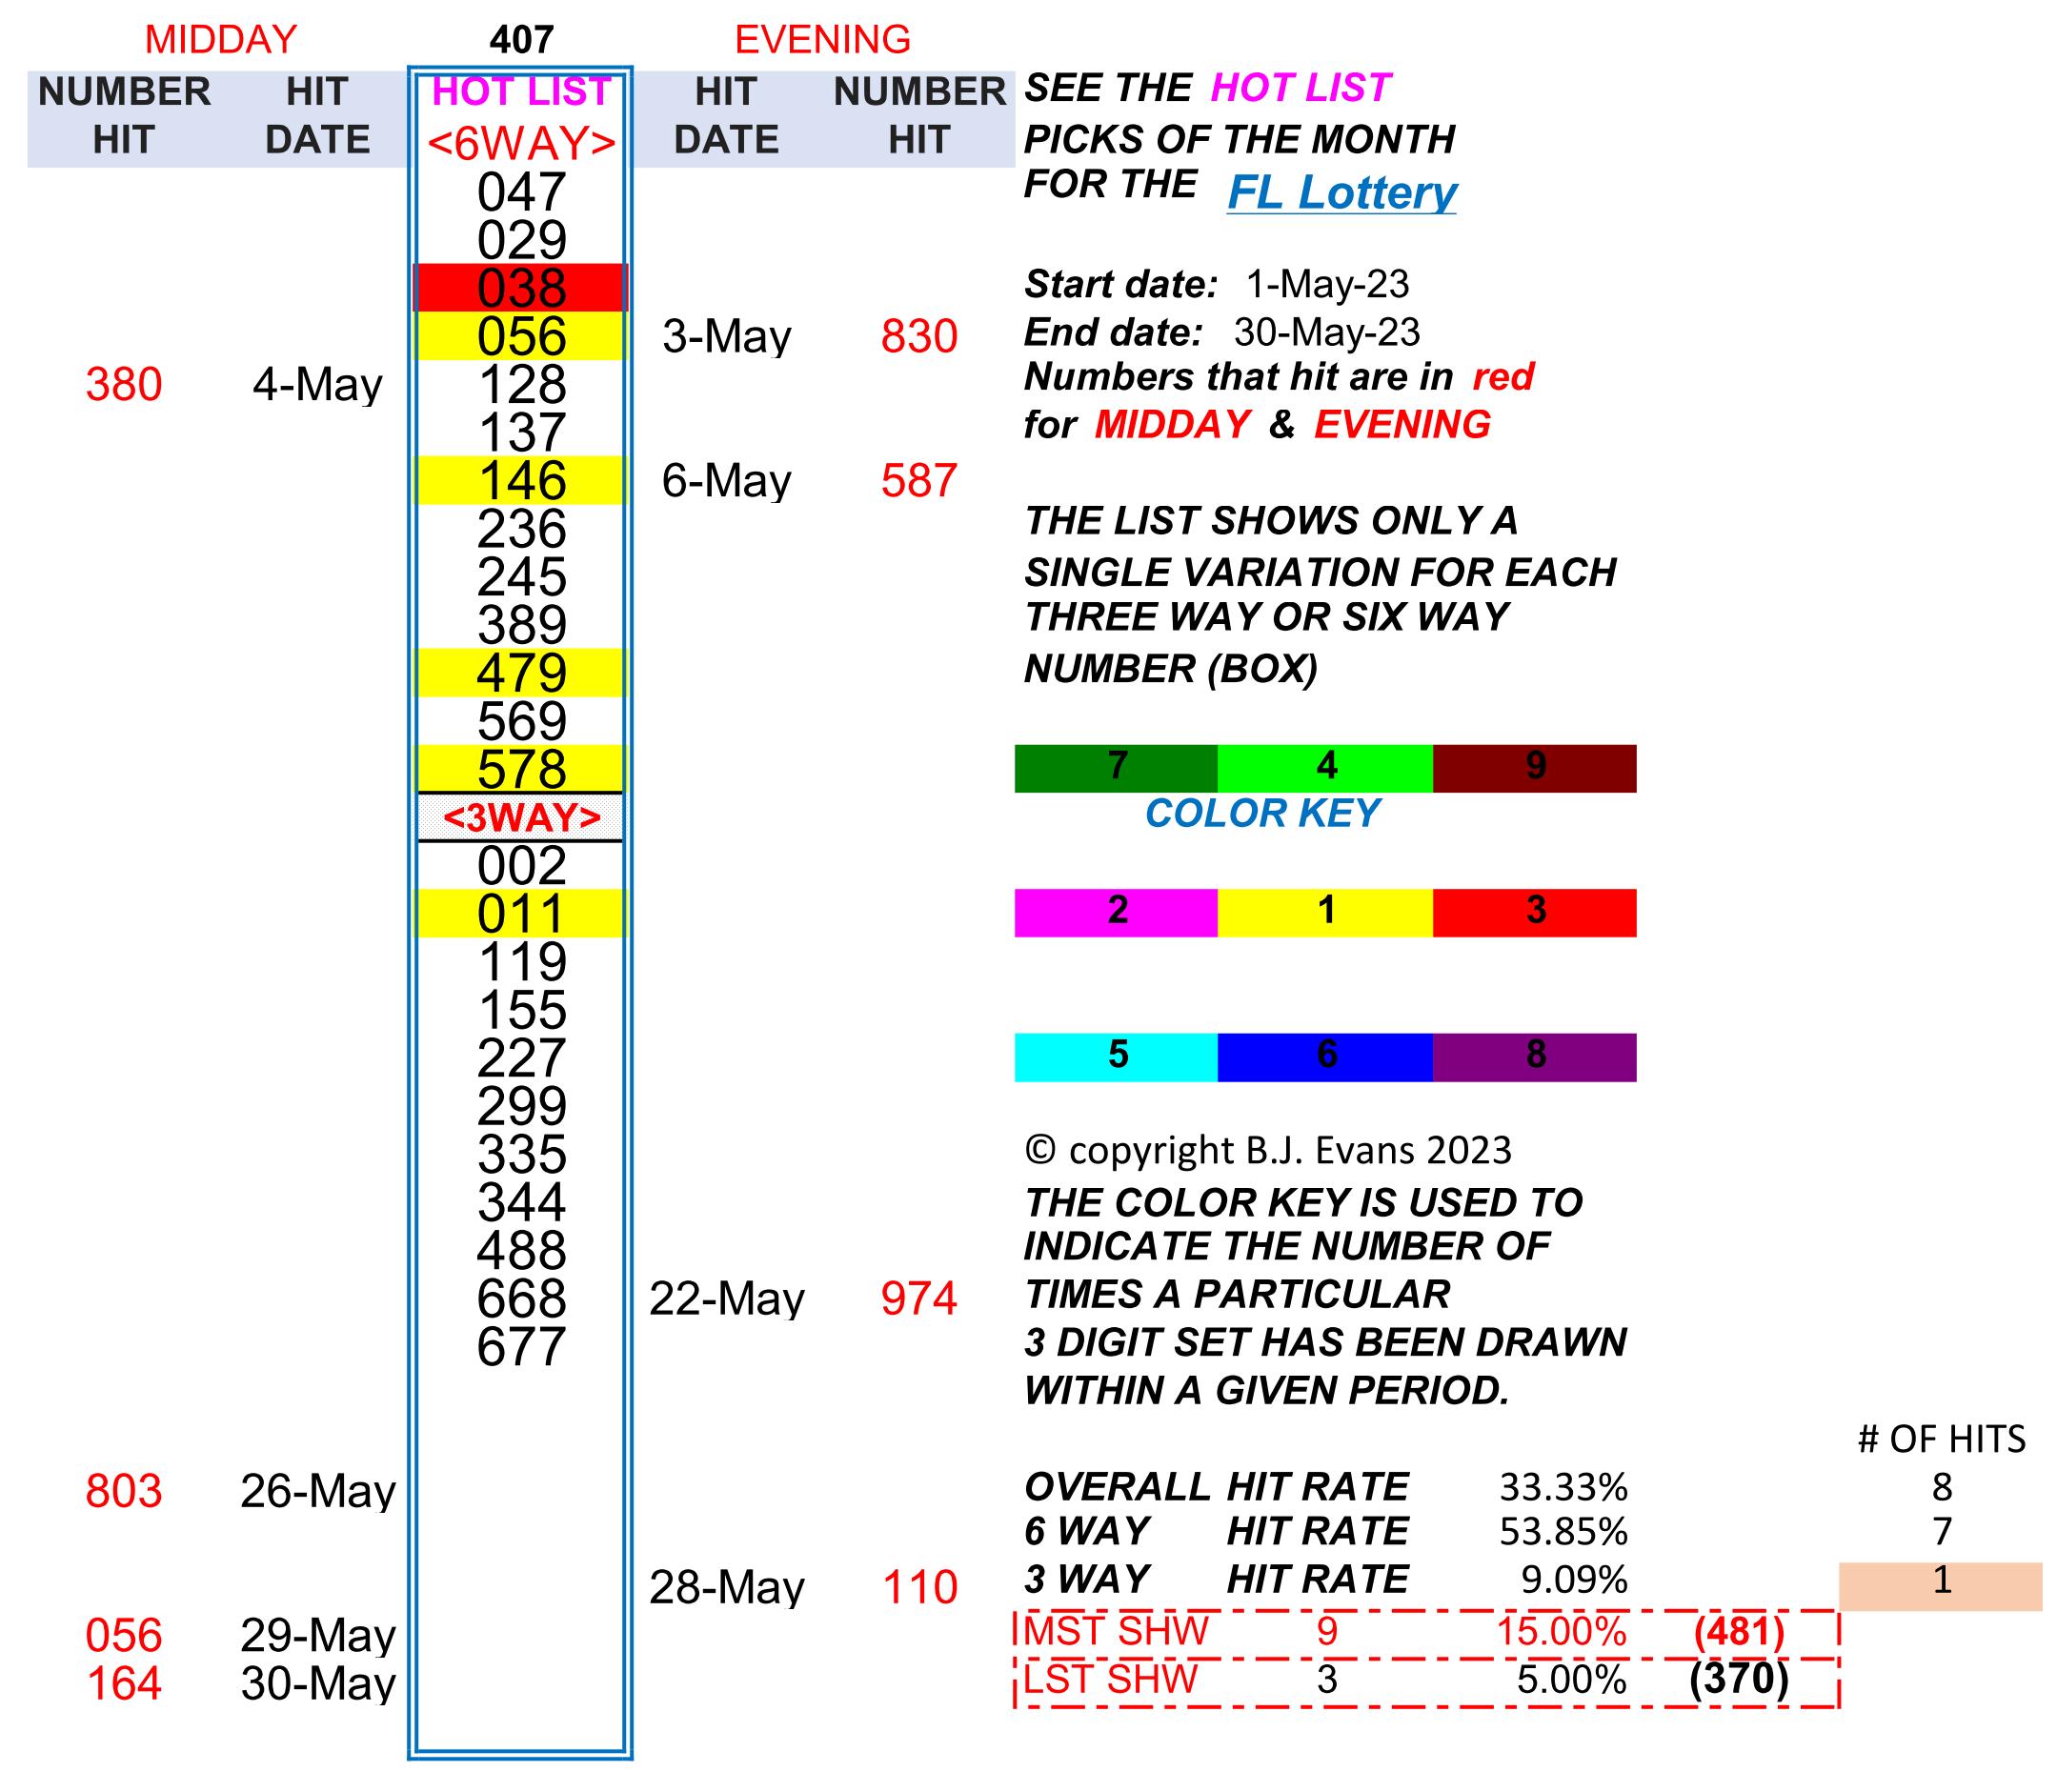 MIDDAY 407 EVENING
NUMBER HIT HOT LIST HIT NUMBER SEE THE HOT LIST
HIT DATE <6WAY> DATE HIT PICKS OF THE MONTH
047 FOR THE FL Lottery
029
038 Start date: 1-May-23
056 3-May 830 End date: 30-May-23
380 4-May 128 Numbers that hit are in red
137 for MIDDAY & EVENING
146 6-May 587
236 THE LIST SHOWS ONLY A
245 SINGLE VARIATION FOR EACH
389 THREE WAY OR SIX WAY
479 NUMBER (BOX)
569
578 7 4 9
<3WAY> COLOR KEY
002
011 2 1 3
119
155
227 5 6 8
299
335 © copyright B.J. Evans 2023
344 THE COLOR KEY IS USED TO
488 INDICATE THE NUMBER OF
668 22-May 974 TIMES A PARTICULAR
677 3 DIGIT SET HAS BEEN DRAWN
WITHIN A GIVEN PERIOD.
# OF HITS
803 26-May OVERALL HIT RATE 33.33% 8
6 WAY HIT RATE 53.85% 7
28-May 110 3 WAY HIT RATE 9.09% 1
056 29-May MST SHW 9 15.00% (481)
164 30-May LST SHW 3 5.00% (370)